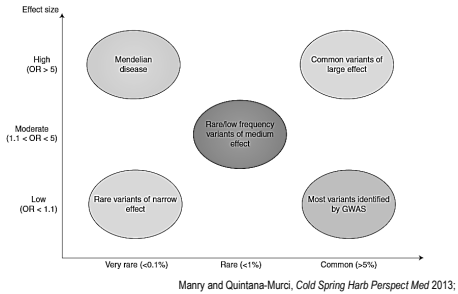 Effect size
High
(OR > 5)
Mendelian
disease
Common variants of
large effect
Moderate
(1.1 < OR < 5)
Rare/low frequency
variants of medium
effect
Low
(OR < 1.1)
Rare variants of narrow
effect
Most variants identified
by GWAS
Very rare (<0.1%)
Rare (<1%)
Common (>5%)
Manry and Quintana-Murci, Cold Spring Harb Perspect Med 2013;